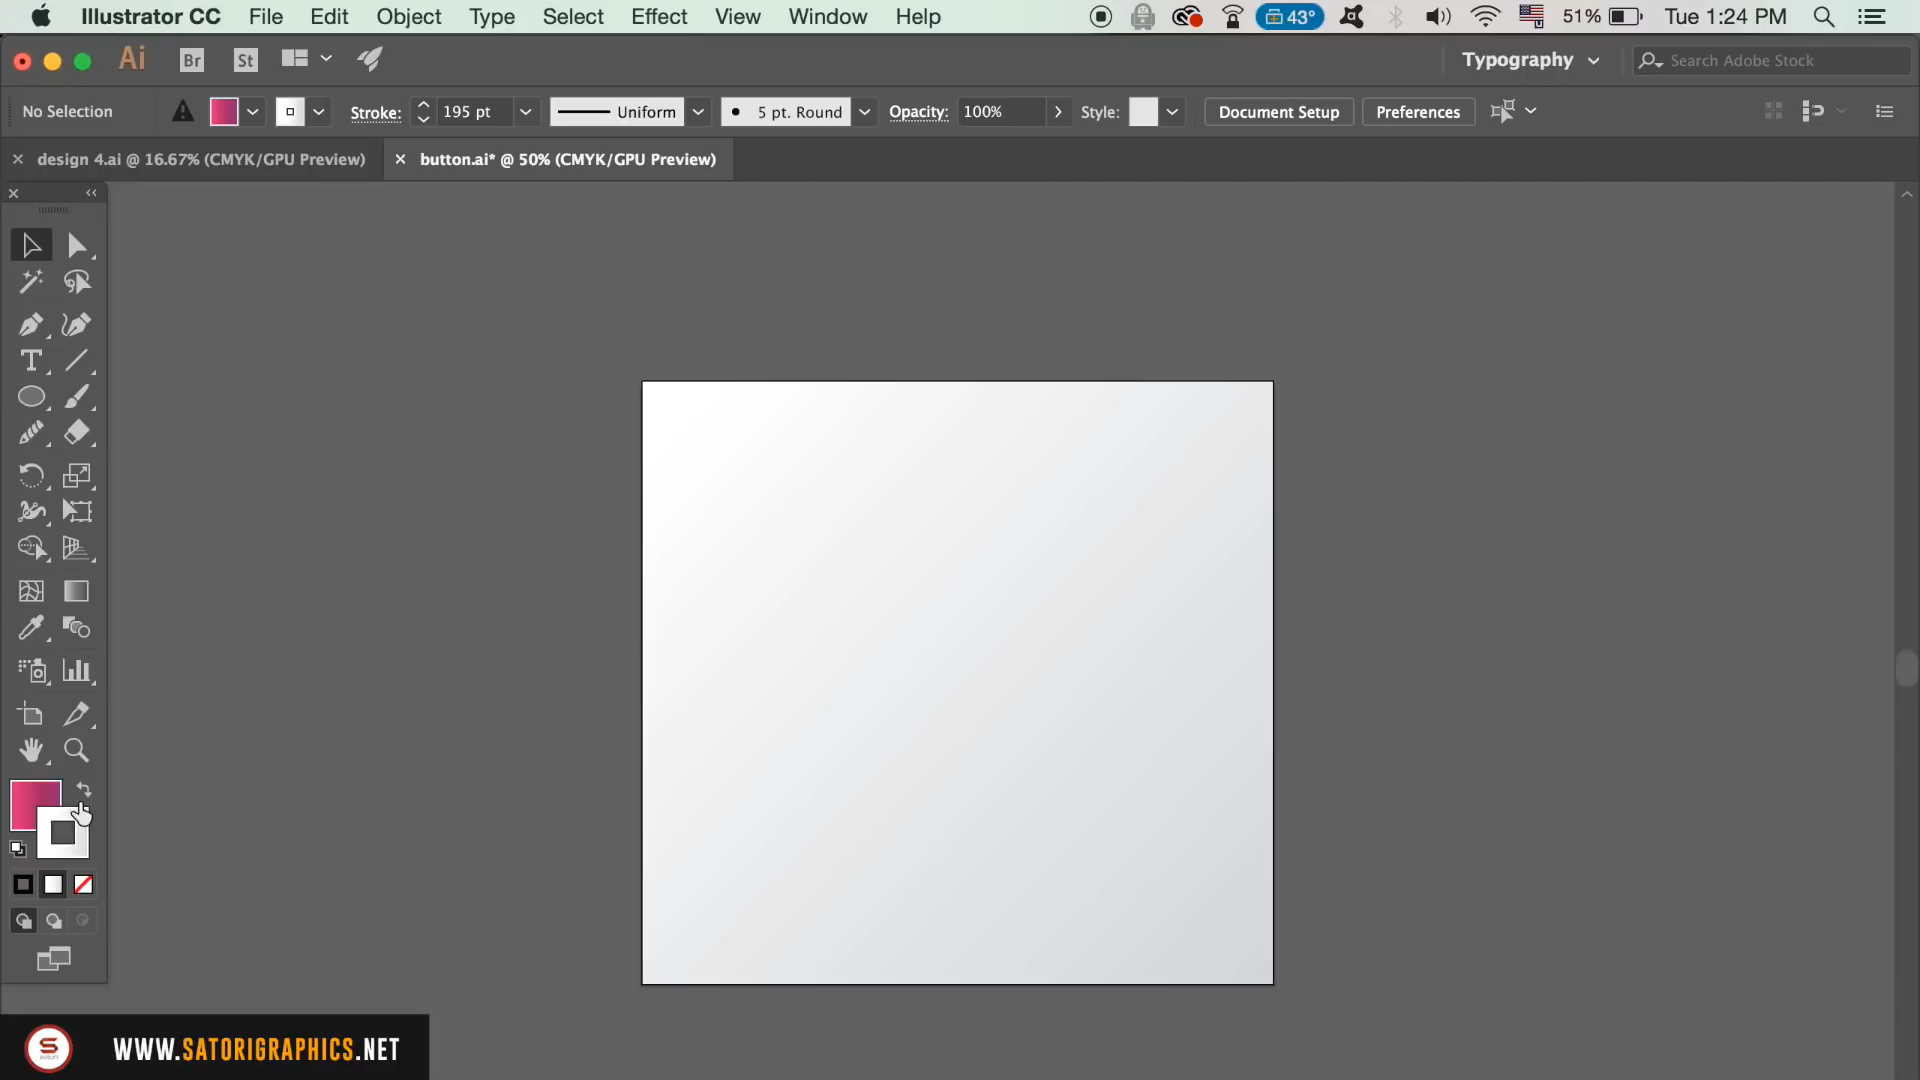 Illustrator CC File Edit Object Type Select Effect View Window Help 43° 51% Tue 1:24 PM
Ai Br St Typography Search Adobe Stock
No Selection Stroke: 195 pt Uniform 5 pt. Round Opacity: 100% Style: Document Setup Preferences
design 4.ai @ 16.67% (CMYK/GPU Preview) button.ai* @ 50% (CMYK/GPU Preview)
WWW.SATORIGRAPHICS.NET